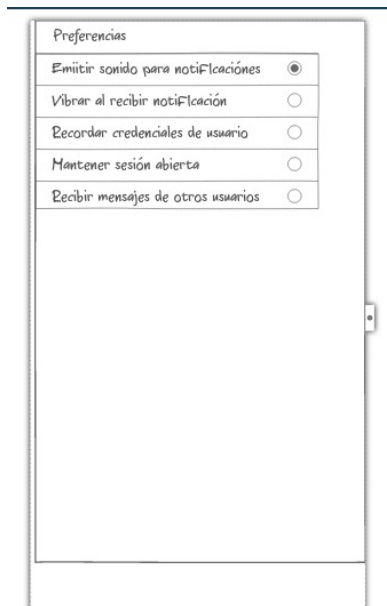 Preferencias
Emiitir sonido para notiFIcaciónes
Vibrar al recibir notiFIcación
Recordar credenciales de usuario
Mantener sesión abierta
Recibir mensajes de otros usuarios